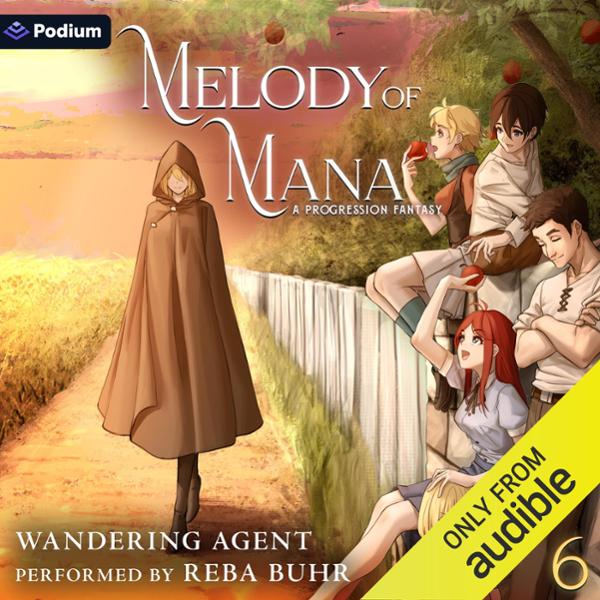 Podium
MELODY OF
MANA
A PROGRESSION FANTASY
WANDERING AGENT
PERFORMED BY REBA BUHR
ONLY FROM
audible
6